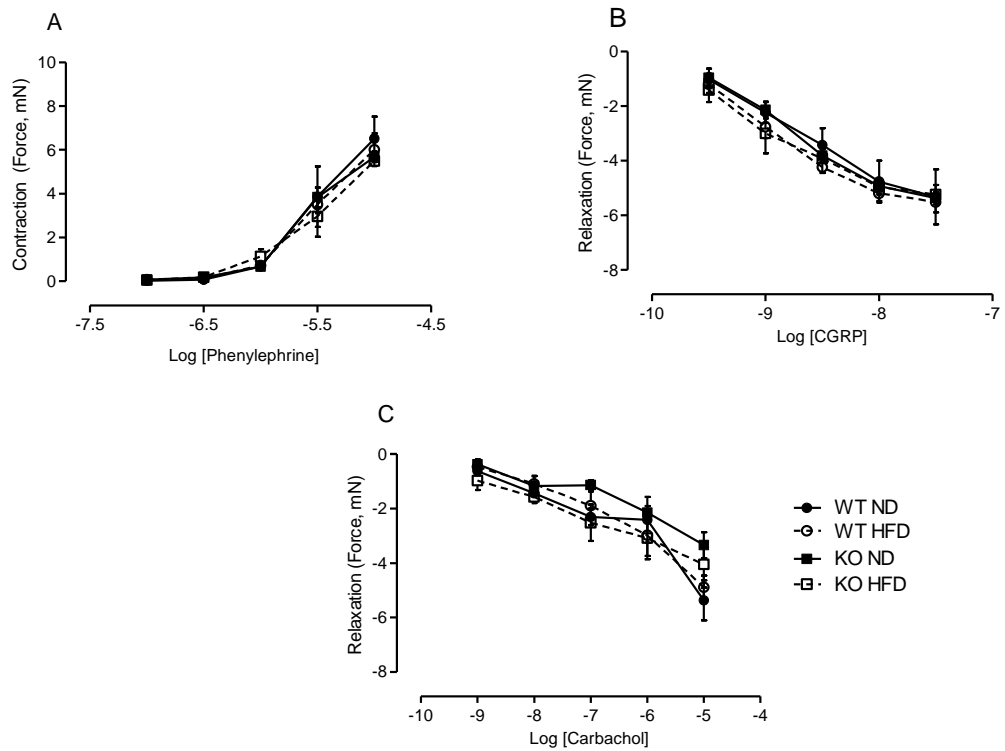 A
Contraction (Force, mN)
10
8
6
4
2
0
-7.5
-6.5
-5.5
-4.5
Log [Phenylephrine]
B
Relaxation (Force, mN)
0
-2
-4
-6
-8
-10
-9
-8
-7
Log [CGRP]
C
Relaxation (Force, mN)
0
-2
-4
-6
-8
-10
-9
-8
-7
-6
-5
-4
Log [Carbachol]
WT ND
WT HFD
KO ND
KO HFD